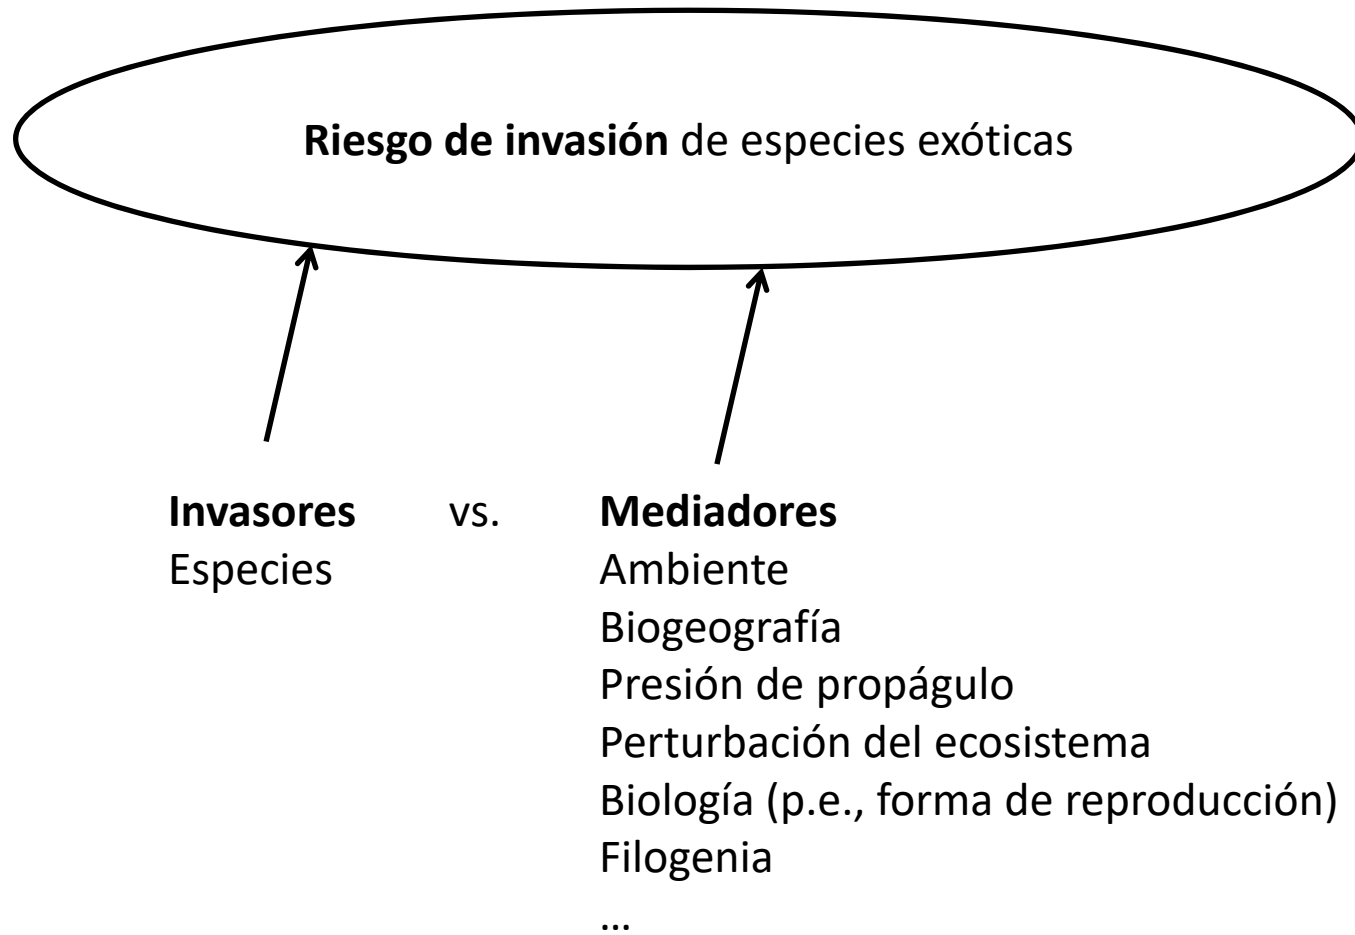 Riesgo de invasión de especies exóticas
Invasores vs. Mediadores
Especies Ambiente
Biogeografía
Presión de propágulo
Perturbación del ecosistema
Biología (p.e., forma de reproducción)
Filogenia
...